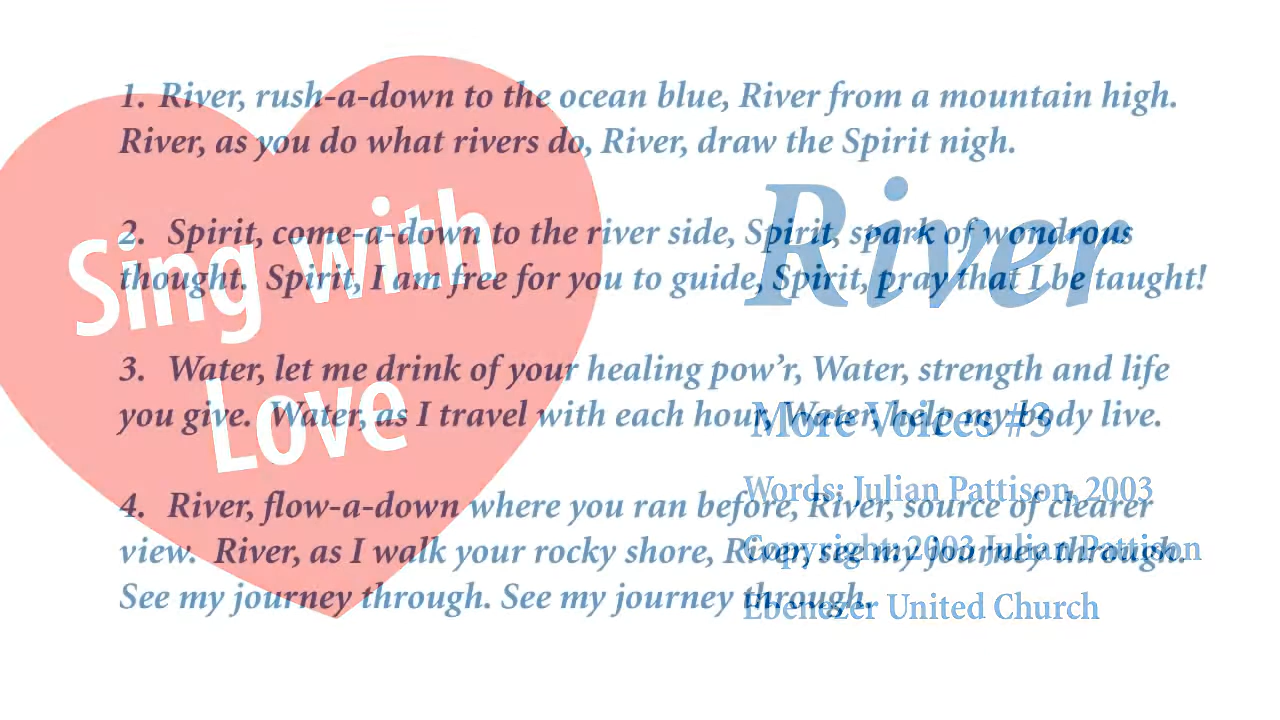 1. River, rush-a-down to the ocean blue, River from a mountain high.
River, as you do what rivers do, River, draw the Spirit nigh.
2. Spirit, come-a-down to the river side, Spirit, spark of wondrous
thought. Spirit, I am free for you to guide, Spirit, pray that I be taught!
3. Water, let me drink of your healing pow’r, Water, strength and life
you give. Water, as I travel with each hour, Water, help my body live.
4. River, flow-a-down where you ran before, River, source of clearer
view. River, as I walk your rocky shore, River, see my journey through.
See my journey through. See my journey through.
Sing with
Love
River
More Voices #3
Words: Julian Pattison, 2003
Copyright: 2003 Julian Pattison
Ebenezer United Church